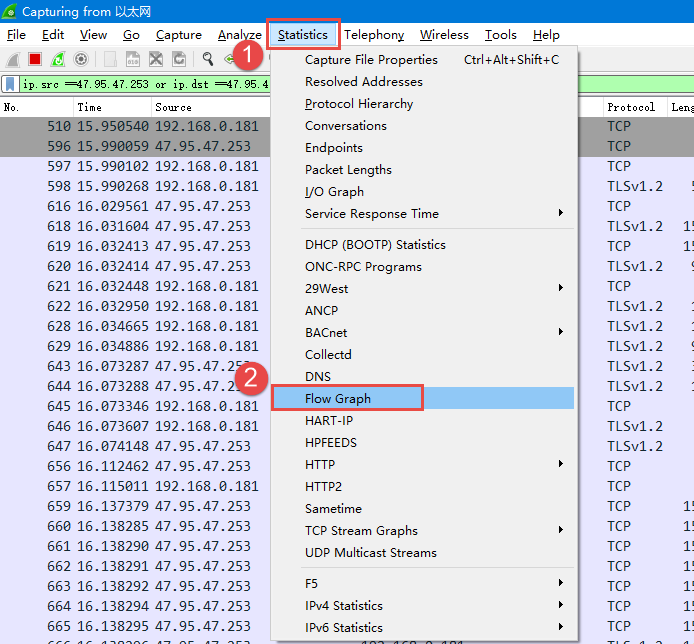 Capturing from 以太网
File Edit View Go Capture Analyze Statistics Telephony Wireless Tools Help
1
ip.src ==47.95.47.253 or ip.dst ==47.95.4
No. Time Source Protocol Leng
Capture File Properties Ctrl+Alt+Shift+C
Resolved Addresses
Protocol Hierarchy
Conversations
Endpoints
Packet Lengths
I/O Graph
Service Response Time
DHCP (BOOTP) Statistics
ONC-RPC Programs
29West
ANCP
BACnet
Collectd
DNS
2
Flow Graph
HART-IP
HPFEEDS
HTTP
HTTP2
Sametime
TCP Stream Graphs
UDP Multicast Streams
F5
IPv4 Statistics
IPv6 Statistics
510 15.950540 192.168.0.181 TCP
596 15.990059 47.95.47.253 TCP
597 15.990102 192.168.0.181 TCP
598 15.990268 192.168.0.181 TLSv1.2 5
616 16.029561 47.95.47.253 TCP
618 16.031604 47.95.47.253 TLSv1.2 15
619 16.032413 47.95.47.253 TCP 15
620 16.032414 47.95.47.253 TLSv1.2 9
621 16.032448 192.168.0.181 TCP
622 16.032950 192.168.0.181 TLSv1.2 1
628 16.034665 192.168.0.181 TLSv1.2 1
629 16.034886 192.168.0.181 TLSv1.2 9
643 16.073287 47.95.47.25 TLSv1.2 3
644 16.073288 47.95.47.2 TLSv1.2 1
645 16.073346 192.168.0.181 TCP
646 16.073607 192.168.0.181 TLSv1.2
647 16.074148 47.95.47.253 TLSv1.2
656 16.112462 47.95.47.253 TCP
657 16.115011 192.168.0.181 TCP
659 16.137379 47.95.47.253 TCP 15
660 16.138285 47.95.47.253 TCP 15
661 16.138290 47.95.47.253 TCP 15
662 16.138291 47.95.47.253 TCP 15
663 16.138292 47.95.47.253 TCP 15
664 16.138294 47.95.47.253 TCP 15
665 16.138295 47.95.47.253 TCP 15